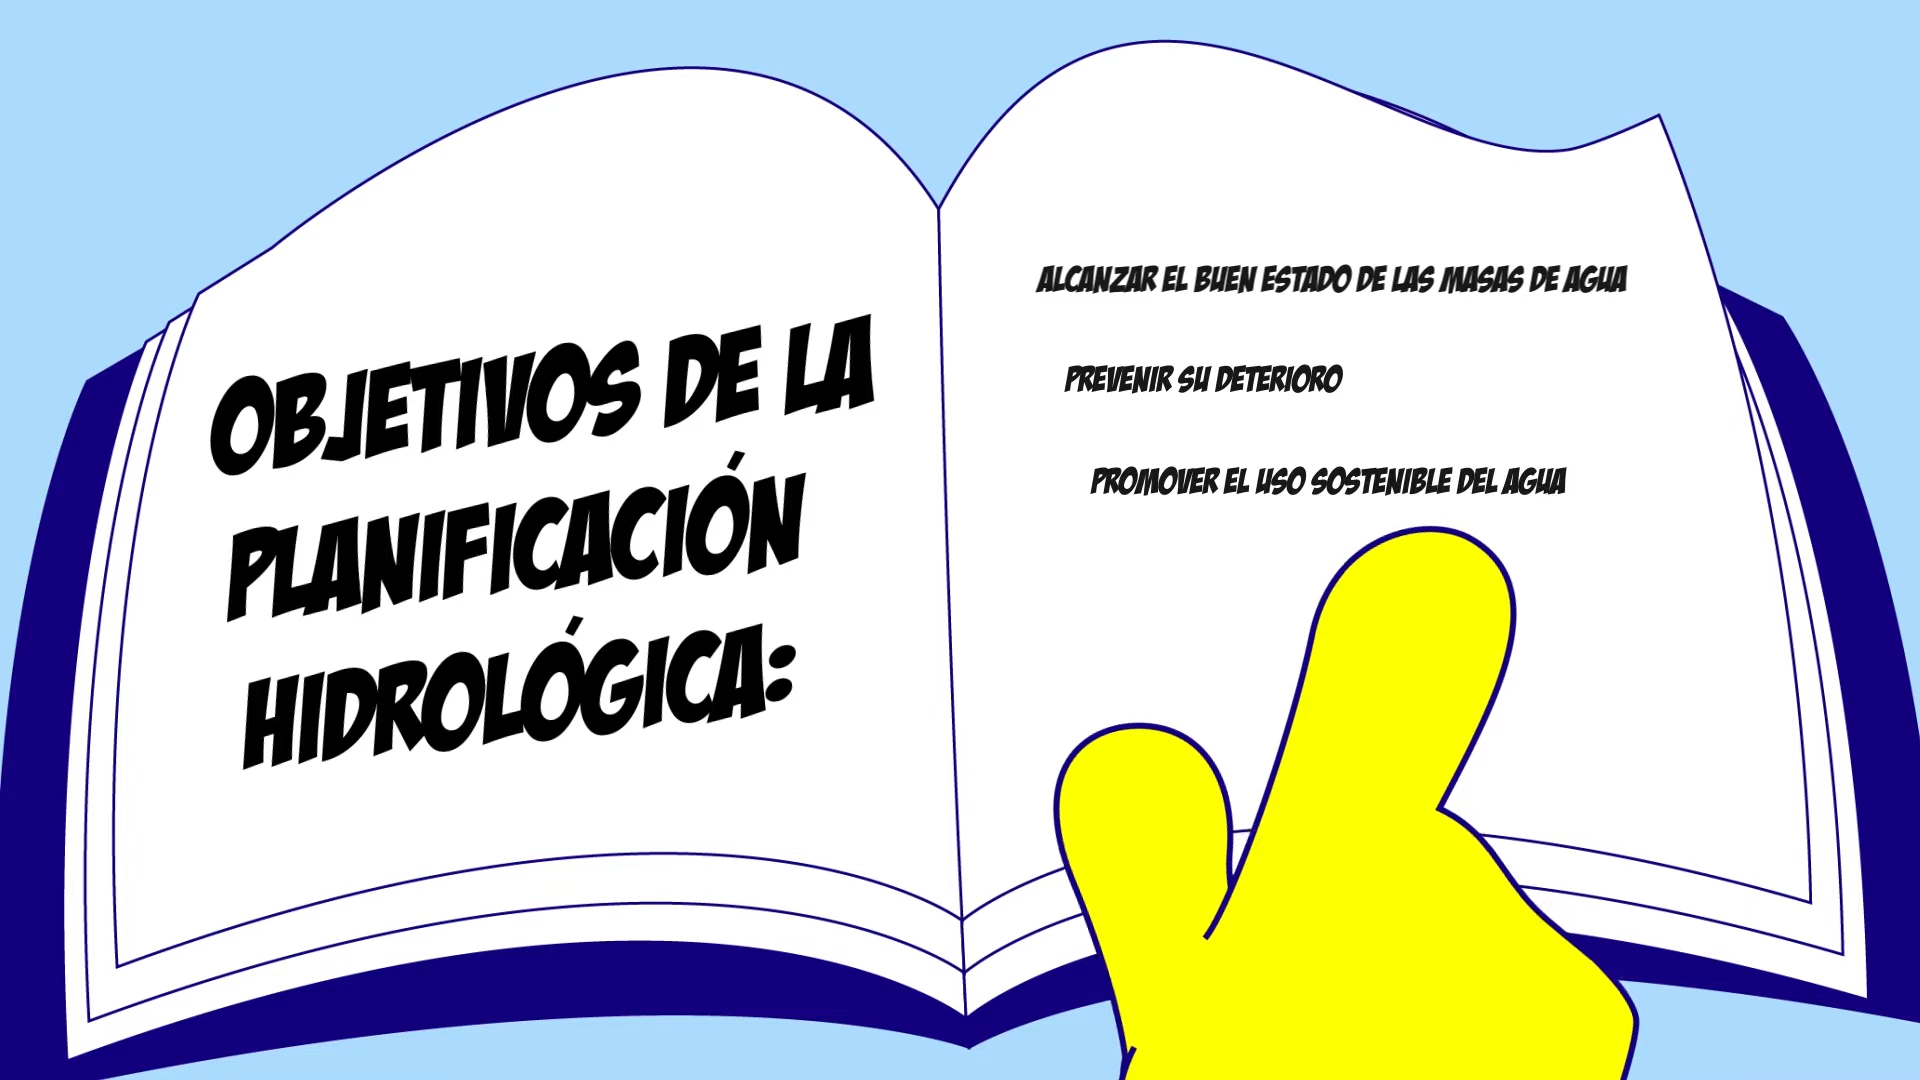 OBJETIVOS DE LA
PLANIFICACIÓN
HIDROLÓGICA:
ALCANZAR EL BUEN ESTADO DE LAS MASAS DE AGUA
PREVENIR SU DETERIORO
PROMOVER EL USO SOSTENIBLE DEL AGUA